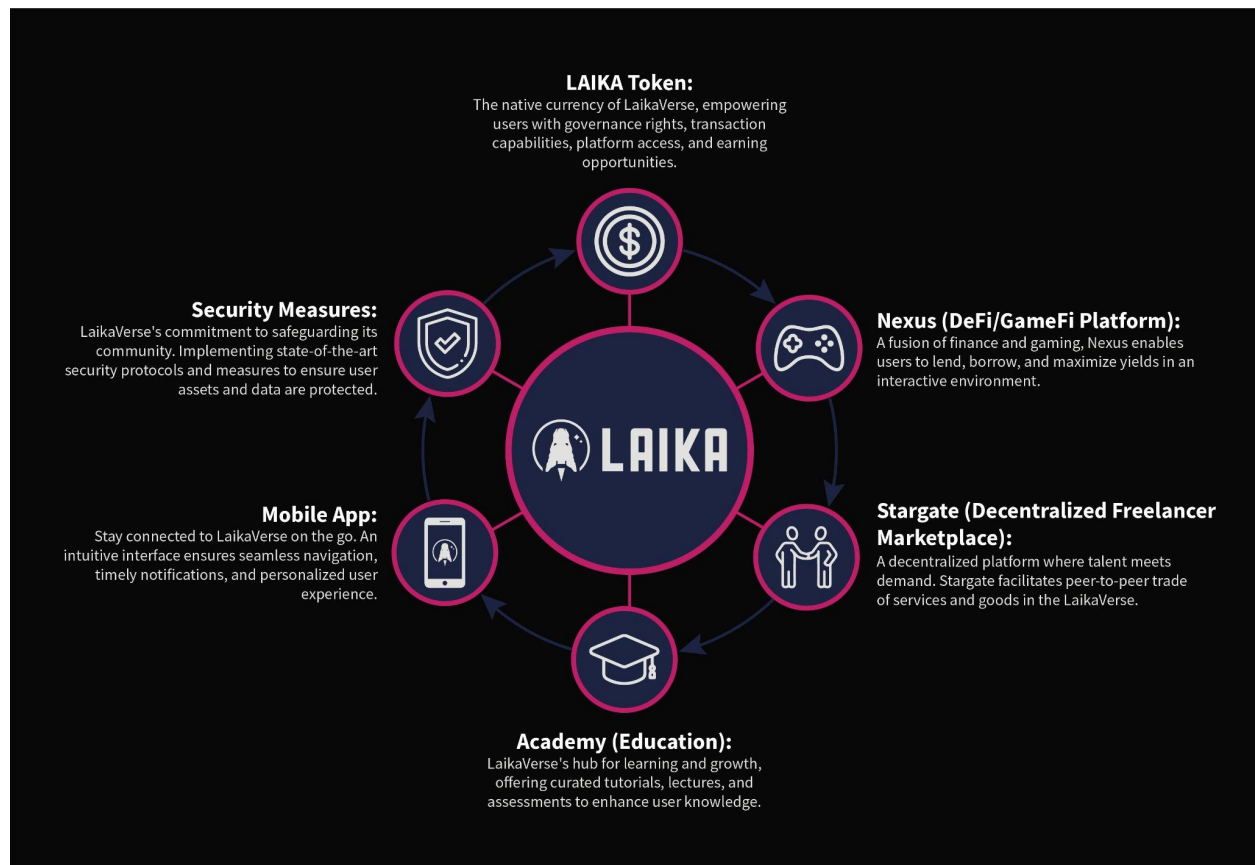 LAIKA Token:
The native currency of LaikaVerse, empowering
users with governance rights, transaction
capabilities, platform access, and earning
opportunities.
Nexus (DeFi/GameFi Platform):
A fusion of finance and gaming, Nexus enables
users to lend, borrow, and maximize yields in an
interactive environment.
Stargate (Decentralized Freelancer
Marketplace):
A decentralized platform where talent meets
demand. Stargate facilitates peer-to-peer trade
of services and goods in the LaikaVerse.
Academy (Education):
LaikaVerse's hub for learning and growth,
offering curated tutorials, lectures, and
assessments to enhance user knowledge.
Mobile App:
Stay connected to LaikaVerse on the go. An
intuitive interface ensures seamless navigation,
timely notifications, and personalized user
experience.
Security Measures:
LaikaVerse's commitment to safeguarding its
community. Implementing state-of-the-art
security protocols and measures to ensure user
assets and data are protected.
$
LAIKA